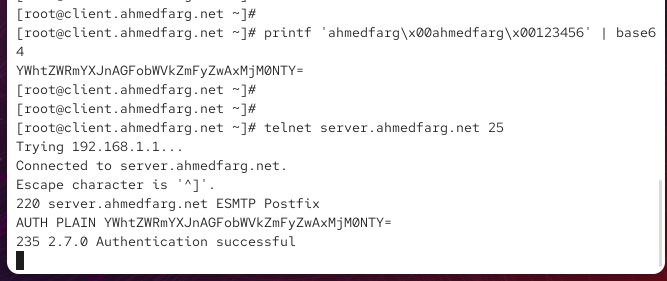 [root@client.ahmedfarg.net ~]#
[root@client.ahmedfarg.net ~]# printf 'ahmedfarg\x00ahmedfarg\x00123456' | base6
4
YWhtZWRmYXJnAGFobWVkZmFyZwAxMjM0NTY=
[root@client.ahmedfarg.net ~]#
[root@client.ahmedfarg.net ~]#
[root@client.ahmedfarg.net ~]# telnet server.ahmedfarg.net 25
Trying 192.168.1.1...
Connected to server.ahmedfarg.net.
Escape character is '^]'.
220 server.ahmedfarg.net ESMTP Postfix
AUTH PLAIN YWhtZWRmYXJnAGFobWVkZmFyZwAxMjM0NTY=
235 2.7.0 Authentication successful